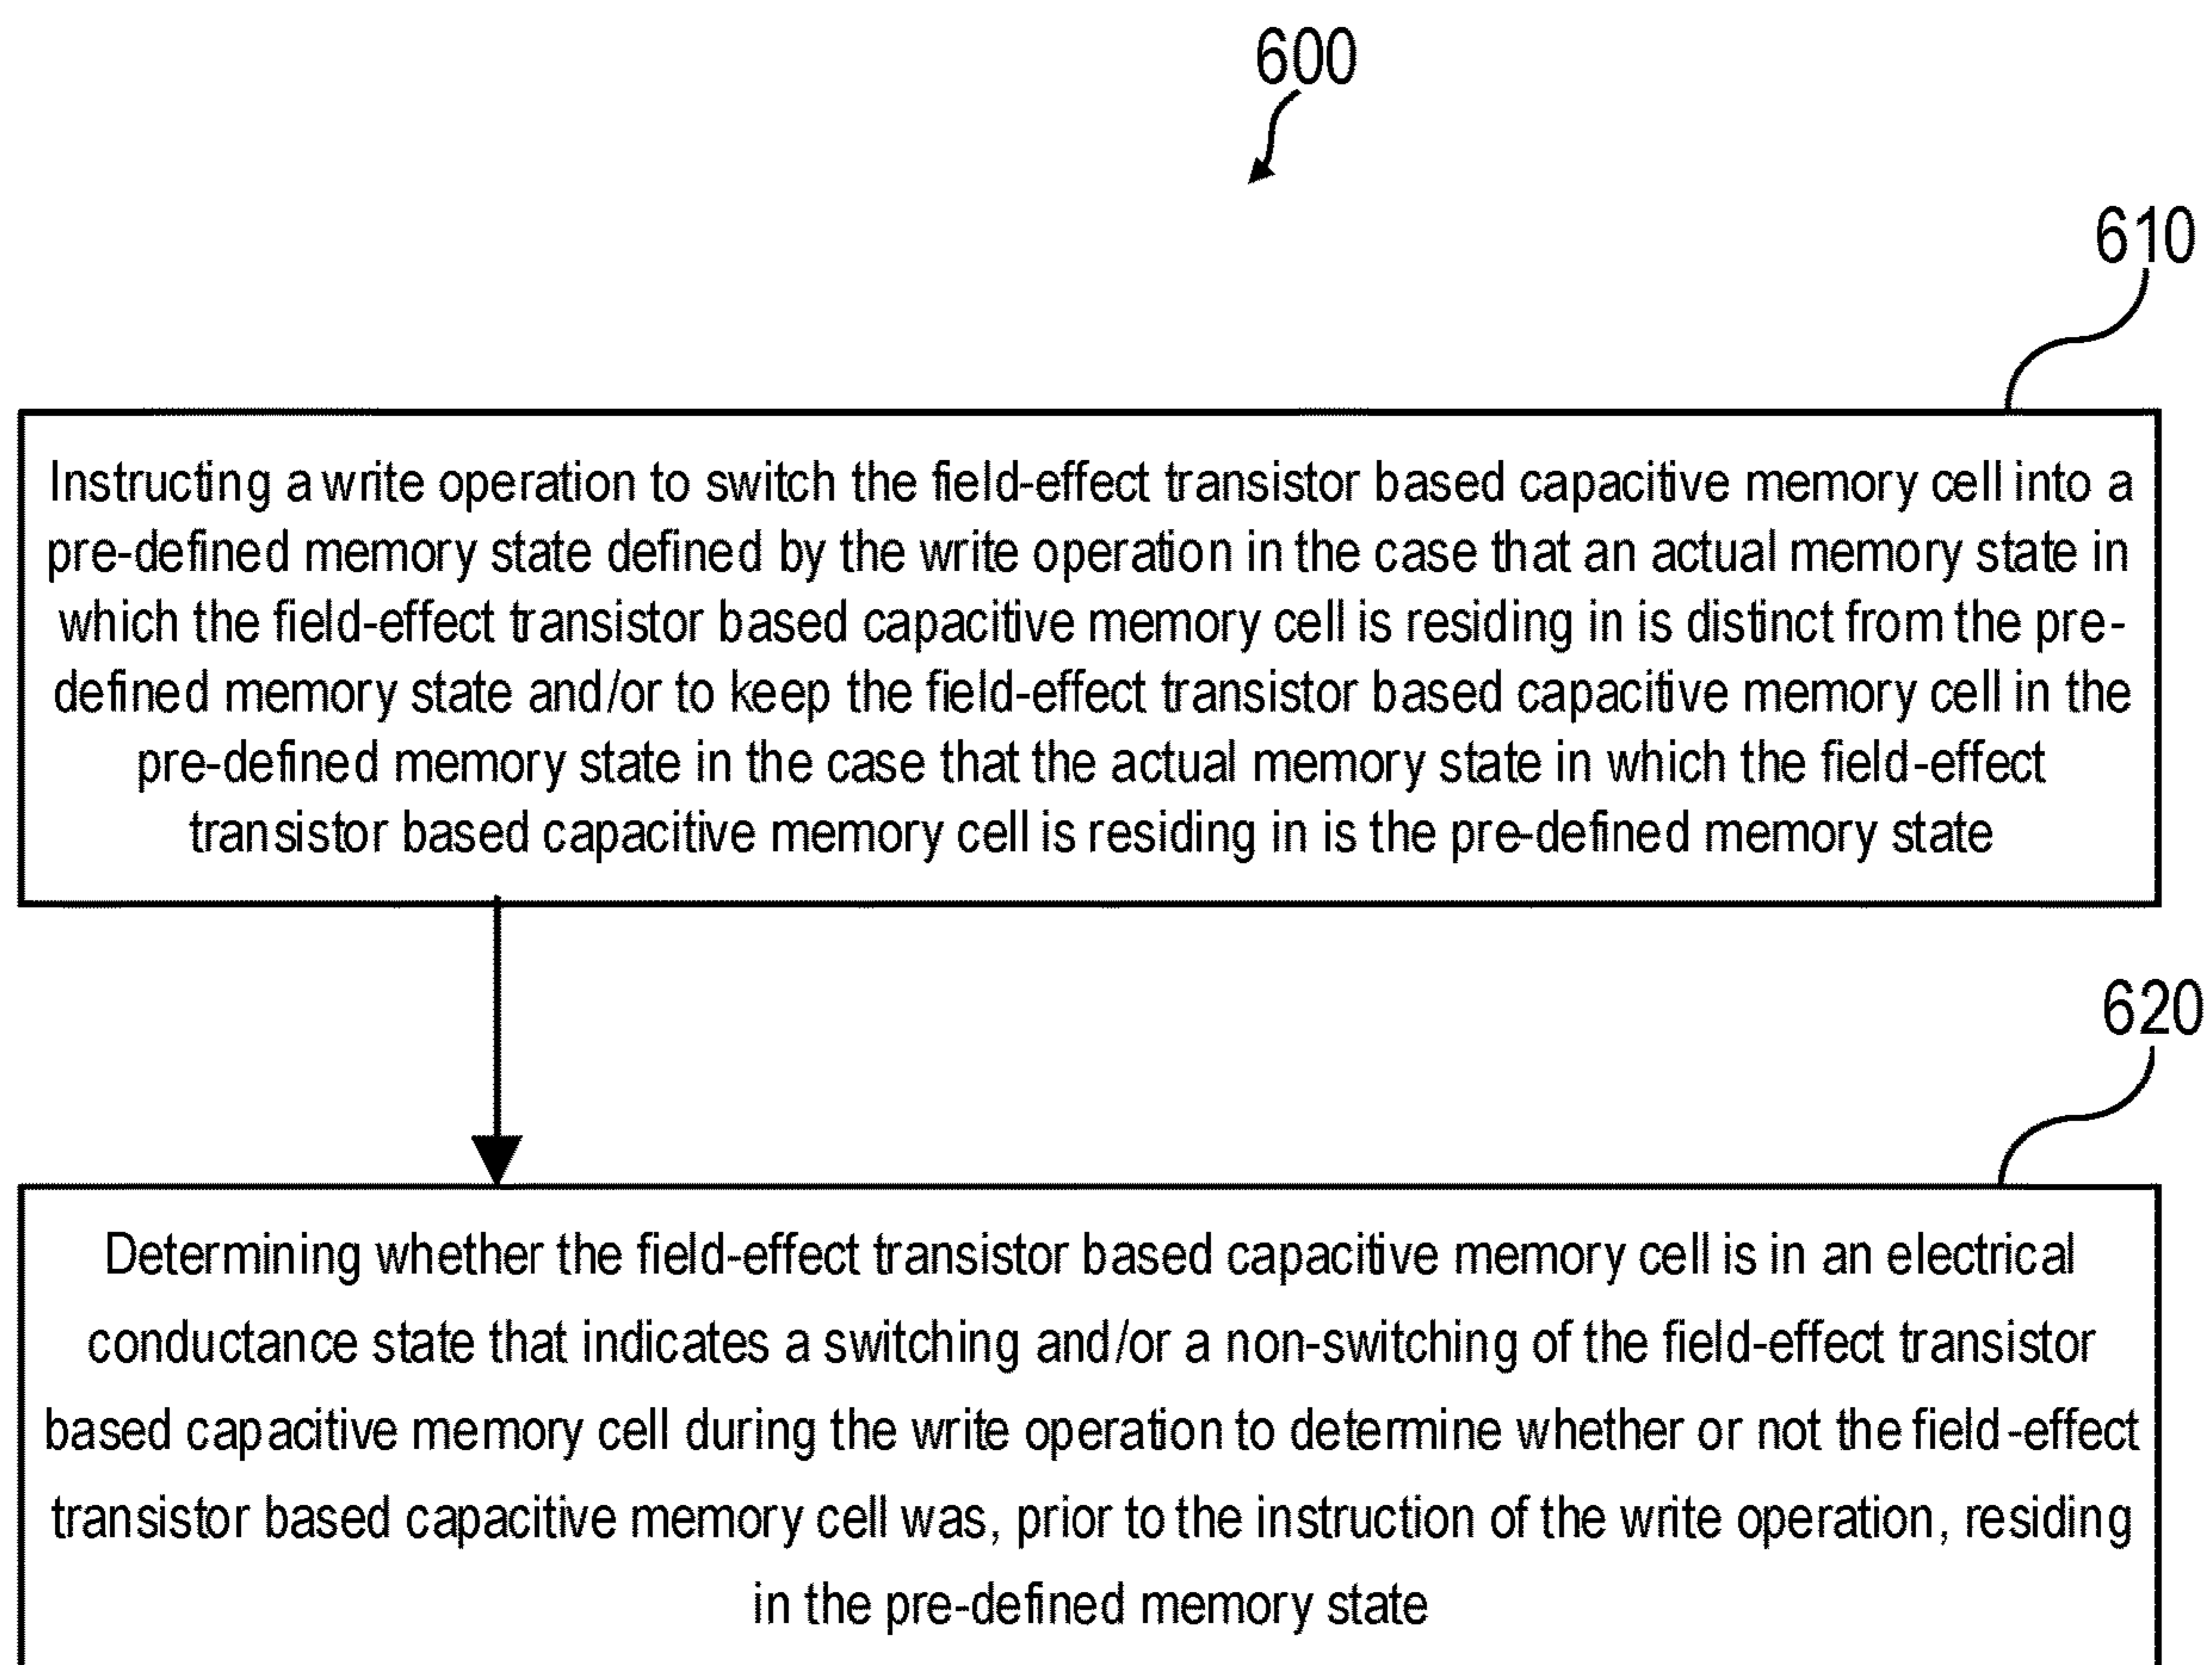 600
610
Instructing a write operation to switch the field-effect transistor based capacitive memory cell into a
pre-defined memory state defined by the write operation in the case that an actual memory state in
which the field-effect transistor based capacitive memory cell is residing in is distinct from the pre-
defined memory state and/or to keep the field-effect transistor based capacitive memory cell in the
pre-defined memory state in the case that the actual memory state in which the field-effect
transistor based capacitive memory cell is residing in is the pre-defined memory state
620
Determining whether the field-effect transistor based capacitive memory cell is in an electrical
conductance state that indicates a switching and/or a non-switching of the field-effect transistor
based capacitive memory cell during the write operation to determine whether or not the field-effect
transistor based capacitive memory cell was, prior to the instruction of the write operation, residing
in the pre-defined memory state